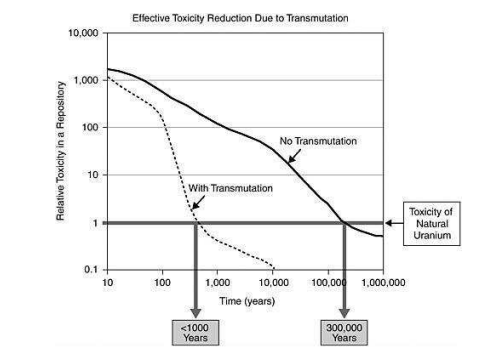 Effective Toxicity Reduction Due to Transmutation
Relative Toxicity in a Repository
10,000
1,000
100
10
1
0.1
No Transmutation
With Transmutation
Toxicity of
Natural
Uranium
10
100
1,000
10,000
100,000
1,000,000
Time (years)
<1000
Years
300,000
Years